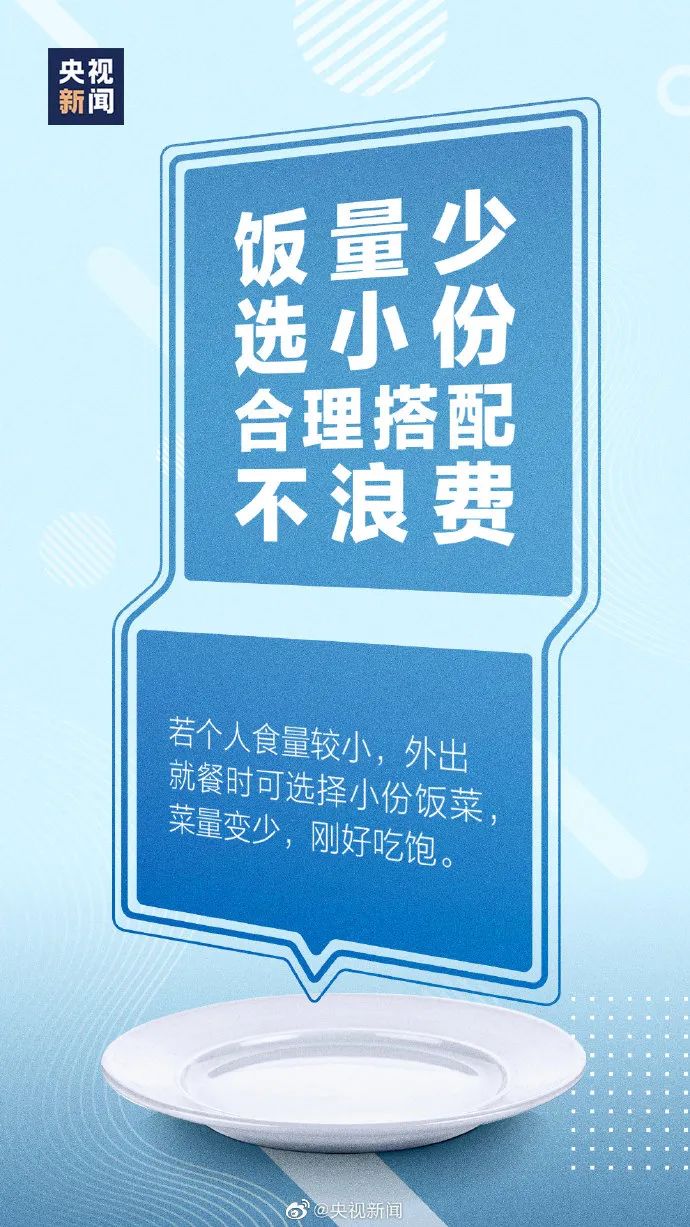 央视
新闻
饭量少
选小份
合理搭配
不浪费
若个人食量较小，外出
就餐时可选择小份饭菜，
菜量变少，刚好吃饱。
@央视新闻